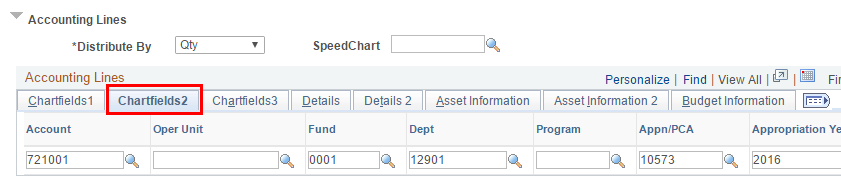 Accounting Lines
*Distribute By Qty SpeedChart
Accounting Lines Personalize | Find | View All | | Fir
Chartfields1 Chartfields2 Chartfields3 Details Details 2 Asset Information Asset Information 2 Budget Information
Account Oper Unit Fund Dept Program Appn/PCA Appropriation Ye
721001 0001 12901 10573 2016